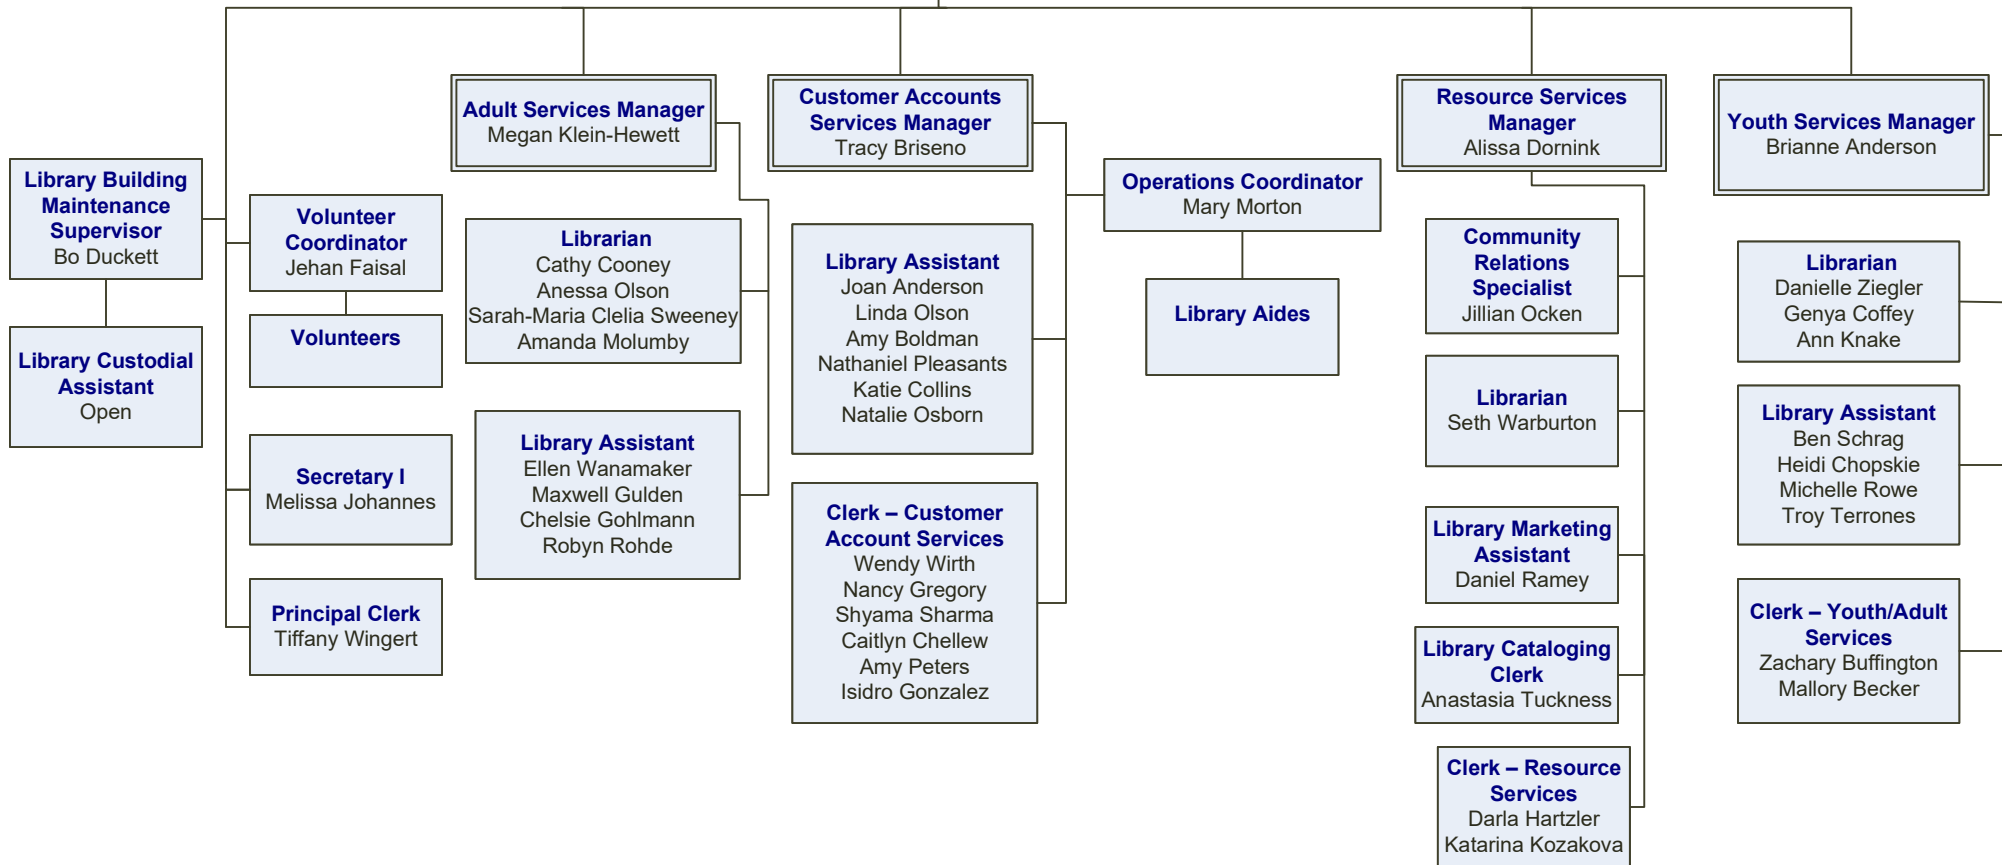 Library Building
Maintenance
Supervisor
Bo Duckett
Library Custodial
Assistant
Open
Volunteer
Coordinator
Jehan Faisal
Volunteers
Secretary I
Melissa Johannes
Principal Clerk
Tiffany Wingert
Adult Services Manager
Megan Klein-Hewett
Librarian
Cathy Cooney
Anessa Olson
Sarah-Maria Clelia Sweeney
Amanda Molumby
Library Assistant
Ellen Wanamaker
Maxwell Gulden
Chelsie Gohlmann
Robyn Rohde
Customer Accounts
Services Manager
Tracy Briseno
Library Assistant
Joan Anderson
Linda Olson
Amy Boldman
Nathaniel Pleasants
Katie Collins
Natalie Osborn
Clerk – Customer
Account Services
Wendy Wirth
Nancy Gregory
Shyama Sharma
Caitlyn Chellew
Amy Peters
Isidro Gonzalez
Operations Coordinator
Mary Morton
Library Aides
Resource Services
Manager
Alissa Dornink
Community
Relations
Specialist
Jillian Ocken
Librarian
Seth Warburton
Library Marketing
Assistant
Daniel Ramey
Library Cataloging
Clerk
Anastasia Tuckness
Clerk – Resource
Services
Darla Hartzler
Katarina Kozakova
Youth Services Manager
Brianne Anderson
Librarian
Danielle Ziegler
Genya Coffey
Ann Knake
Library Assistant
Ben Schrag
Heidi Chopskie
Michelle Rowe
Troy Terrones
Clerk – Youth/Adult
Services
Zachary Buffington
Mallory Becker